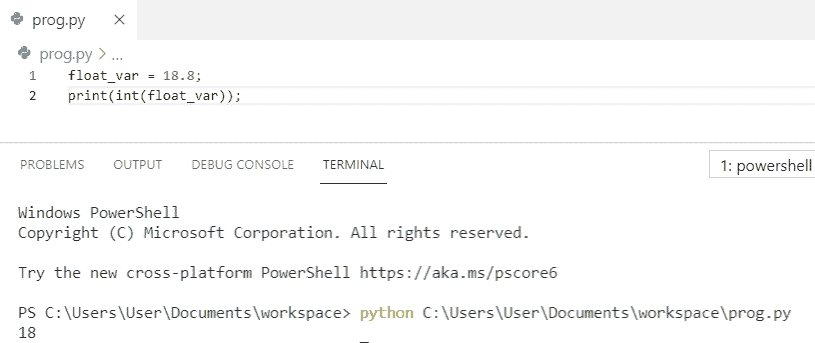 prog.py ×
prog.py > ...
1 float_var = 18.8;
2 print(int(float_var));
PROBLEMS OUTPUT DEBUG CONSOLE TERMINAL 1: powershell
Windows PowerShell
Copyright (C) Microsoft Corporation. All rights reserved.
Try the new cross-platform PowerShell https://aka.ms/pscore6
PS C:\Users\User\Documents\workspace> python C:\Users\User\Documents\workspace\prog.py
18